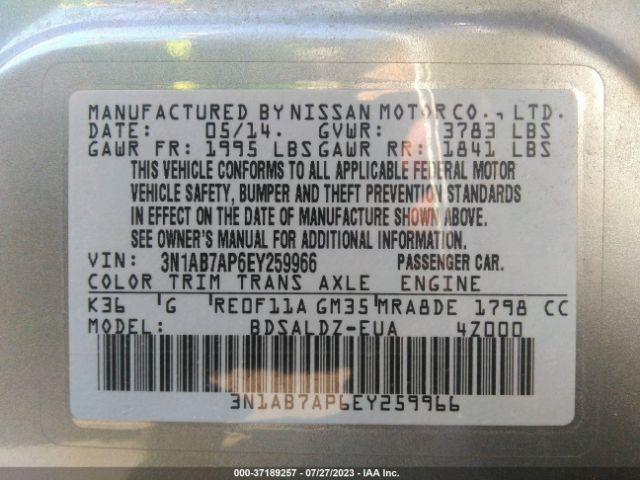 MANUFACTURED BY NISSAN MOTOR CO., LTD.
DATE: 05/14. GVWR: 3783 LBS
GAWR FR: 1995 LBS GAWR RR: 1841 LBS
THIS VEHICLE CONFORMS TO ALL APPLICABLE FEDERAL MOTOR
VEHICLE SAFETY, BUMPER AND THEFT PREVENTION STANDARDS
IN EFFECT ON THE DATE OF MANUFACTURE SHOWN ABOVE.
SEE OWNER'S MANUAL FOR ADDITIONAL INFORMATION.
VIN: 3N1AB7AP6EY259966 PASSENGER CAR.
COLOR TRIM TRANS AXLE ENGINE
K36 'G 'RE0F11A GM35 'MRA8DE 1798 CC
MODEL: BDSALDZ-EUA 4Z000
3N1AB7AP6EY259966
000-37189257 - 07/27/2023 - IAA Inc.